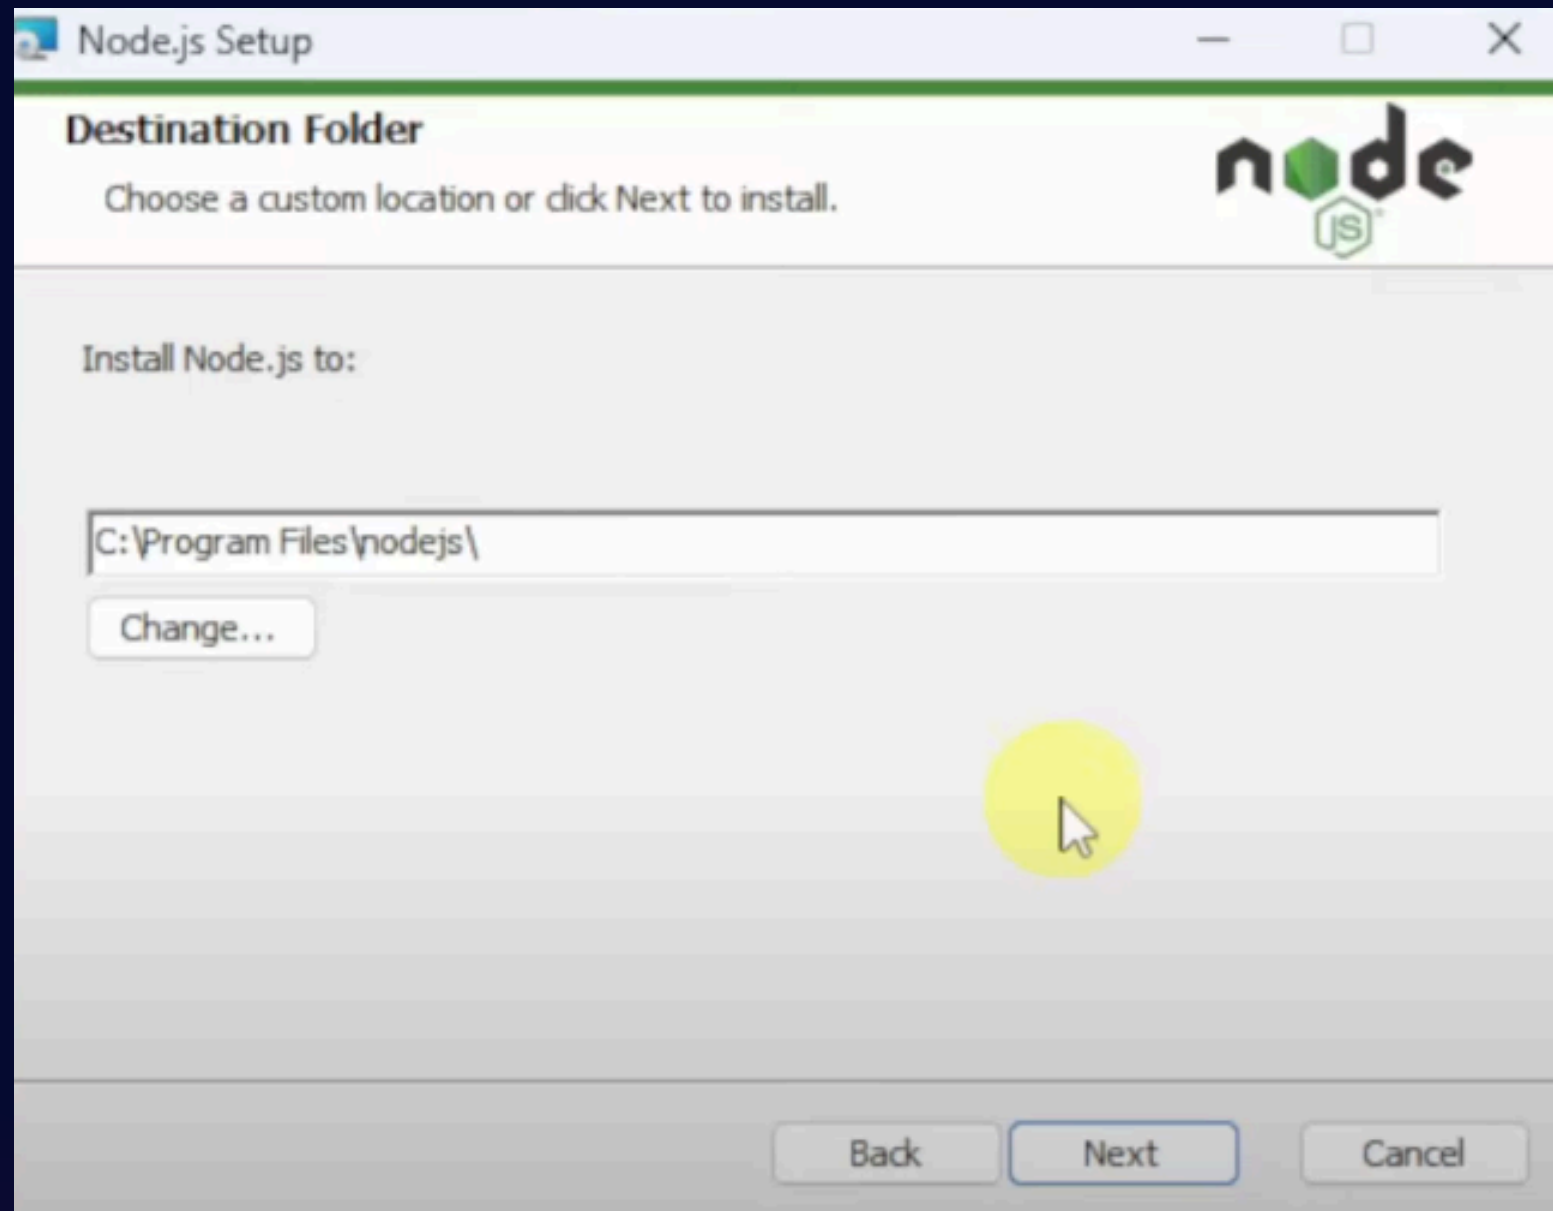 Node.js Setup
Destination Folder
Choose a custom location or click Next to install.
node
JS
Install Node.js to:
C:\Program Files\nodejs\
Change...
Back
Next
Cancel